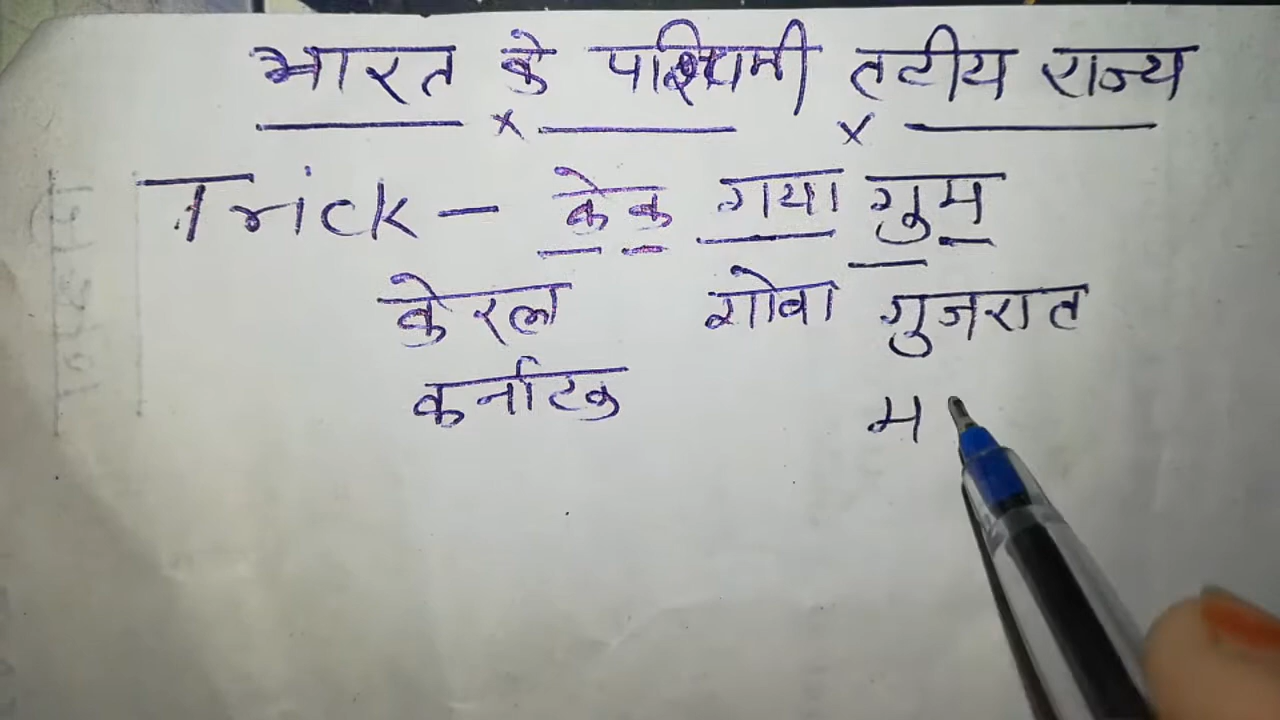 भारत के पश्चिमी तटीय राज्य
Trick - केक गया गुम
केरल गोवा गुजरात
कर्नाटक म